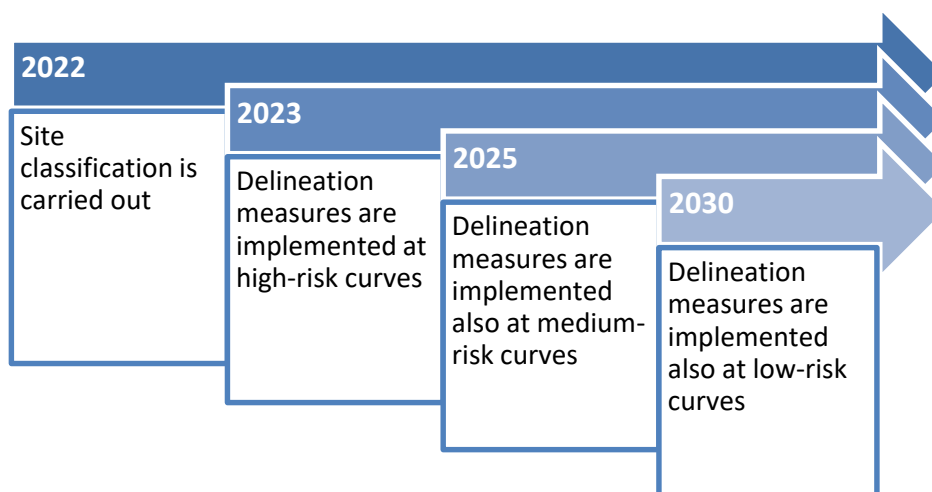 2022
Site
classification is
carried out
2023
Delineation
measures are
implemented at
high-risk curves
2025
Delineation
measures are
implemented
also at medium-
risk curves
2030
Delineation
measures are
implemented
also at low-risk
curves